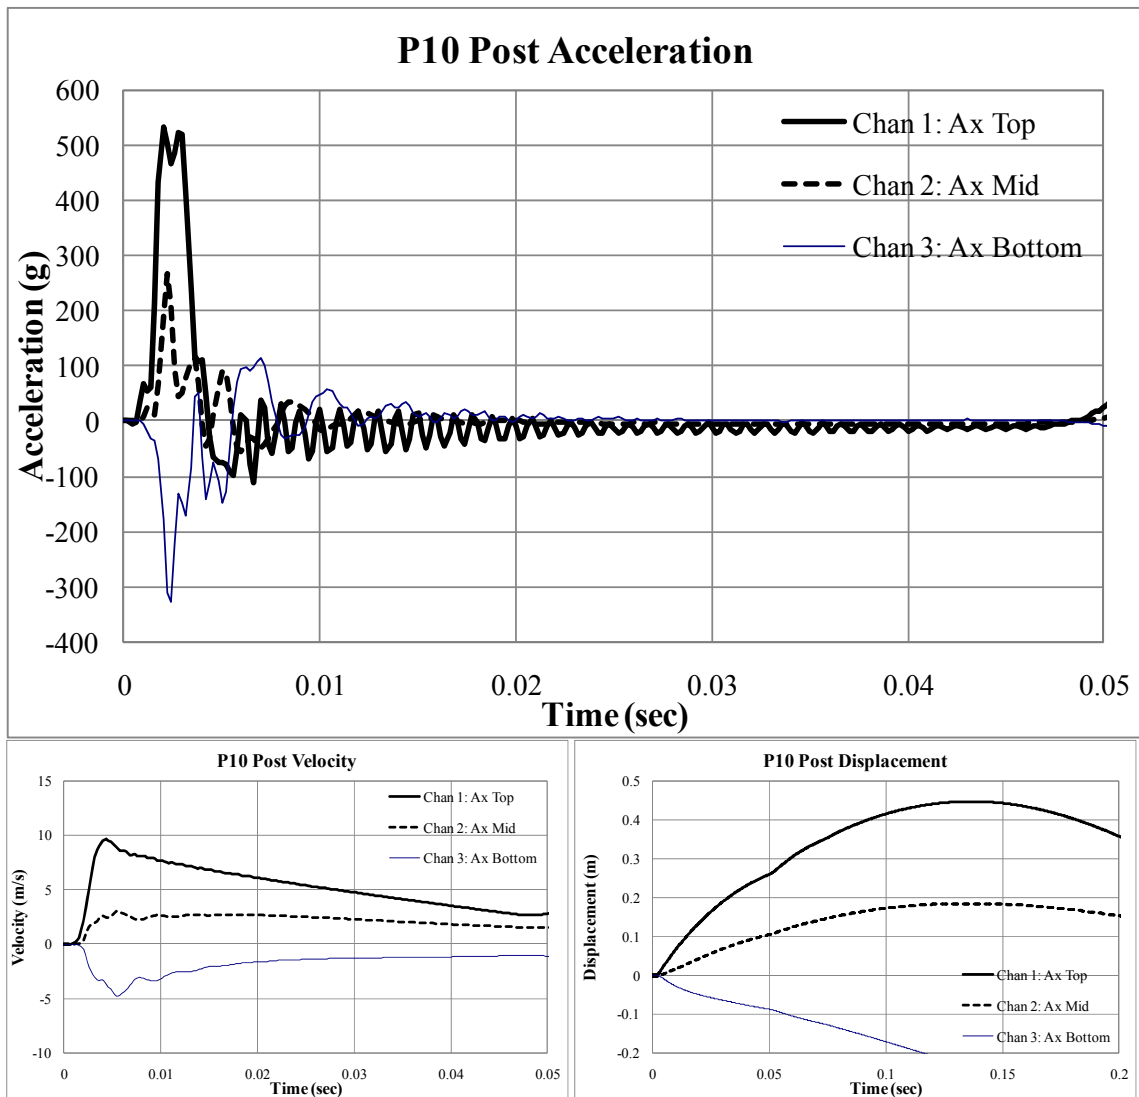 P10 Post Acceleration
600
500
400
300
200
100
0
-100
-200
-300
-400
Acceleration (g)
Chan 1: Ax Top
Chan 2: Ax Mid
Chan 3: Ax Bottom
0 0.01 0.02 0.03 0.04 0.05
Time (sec)
P10 Post Velocity
15
10
5
0
-5
-10
Velocity (m/s)
Chan 1: Ax Top
Chan 2: Ax Mid
Chan 3: Ax Bottom
0 0.01 0.02 0.03 0.04 0.05
Time (sec)
P10 Post Displacement
0.5
0.4
0.3
0.2
0.1
0
-0.1
-0.2
Displacement (m)
Chan 1: Ax Top
Chan 2: Ax Mid
Chan 3: Ax Bottom
0 0.05 0.1 0.15 0.2
Time (sec)